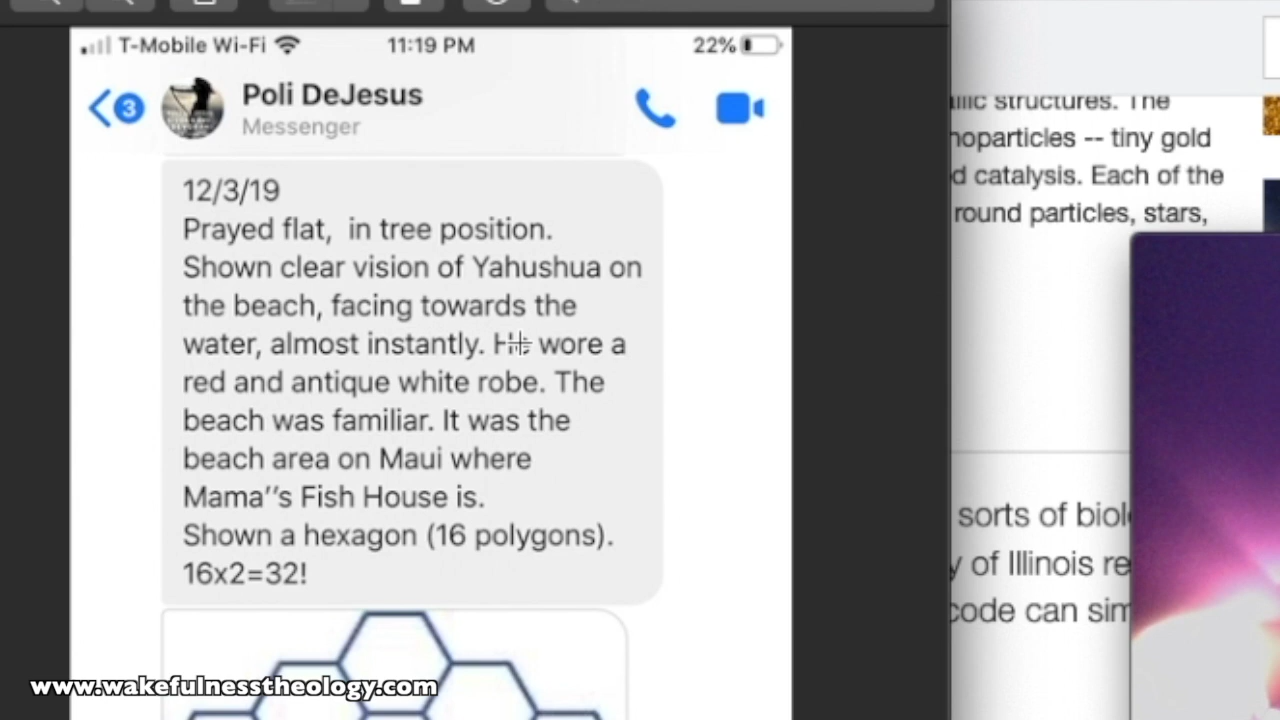 T-Mobile Wi-Fi 11:19 PM 22%
3 Poli DeJesus
Messenger
12/3/19
Prayed flat, in tree position.
Shown clear vision of Yahushua on
the beach, facing towards the
water, almost instantly. He wore a
red and antique white robe. The
beach was familiar. It was the
beach area on Maui where
Mama''s Fish House is.
Shown a hexagon (16 polygons).
16x2=32!
www.wakefulnesstheology.com
structures. The
noparticles -- tiny gold
d catalysis. Each of the
round particles, stars,
sorts of biol
y of Illinois re
code can sim